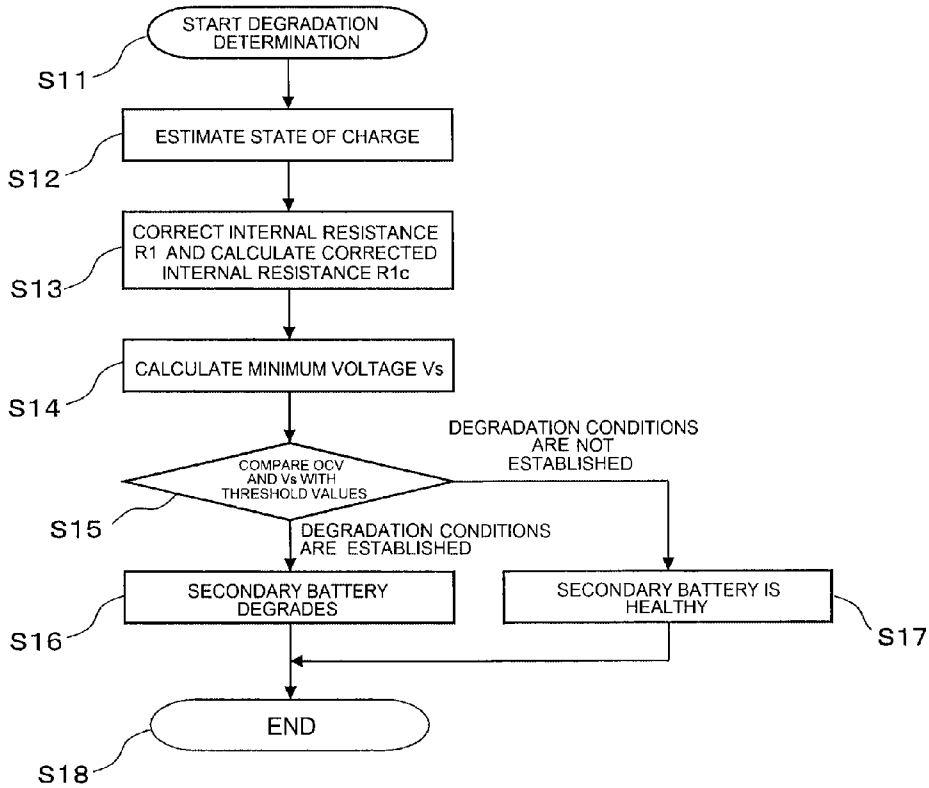 START DEGRADATION
DETERMINATION
S11
ESTIMATE STATE OF CHARGE
S12
CORRECT INTERNAL RESISTANCE
R1 AND CALCULATE CORRECTED
INTERNAL RESISTANCE R1c
S13
CALCULATE MINIMUM VOLTAGE Vs
S14
COMPARE OCV
AND Vs WITH
THRESHOLD VALUES
S15
DEGRADATION CONDITIONS
ARE NOT
ESTABLISHED
DEGRADATION CONDITIONS
ARE ESTABLISHED
SECONDARY BATTERY
DEGRADES
S16
SECONDARY BATTERY IS
HEALTHY
S17
END
S18